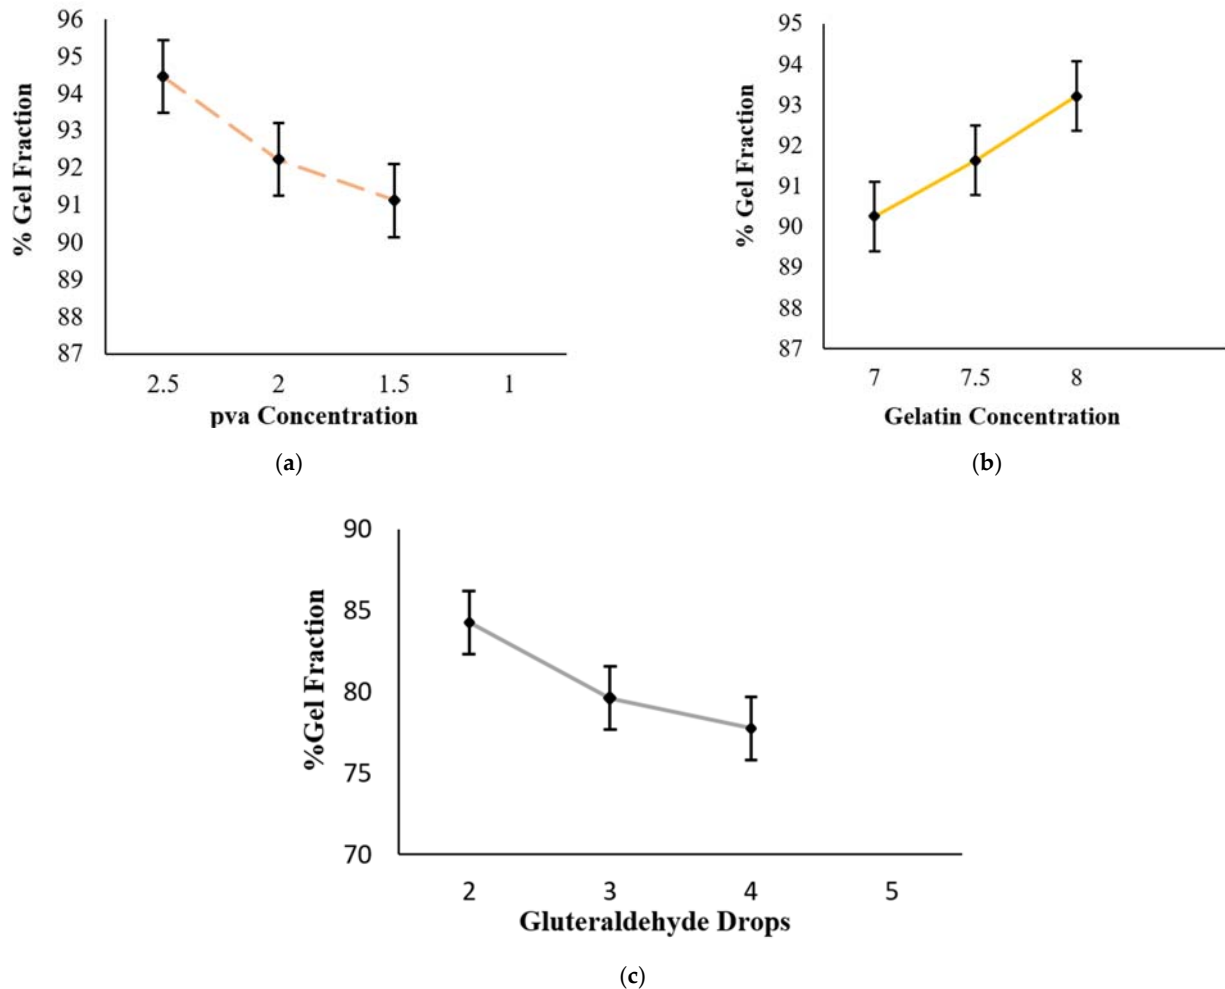 96
95
94
93
92
91
90
89
88
87
% Gel Fraction
2.5 2 1.5 1
pva Concentration
(a)
95
94
93
92
91
90
89
88
87
% Gel Fraction
7 7.5 8
Gelatin Concentration
(b)
90
85
80
75
70
%Gel Fraction
2 3 4 5
Gluteraldehyde Drops
(c)